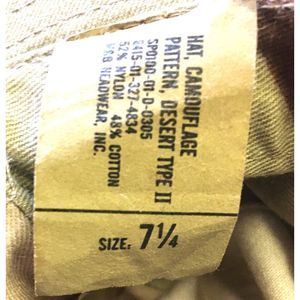 HAT, CAMOUFLAGE
PATTERN, DESERT TYPE II
SPO100-01-D-0305
8415-01-327-4834
52% NYLON 48% COTTON
HEADWEAR, INC.
SIZE: 7¼